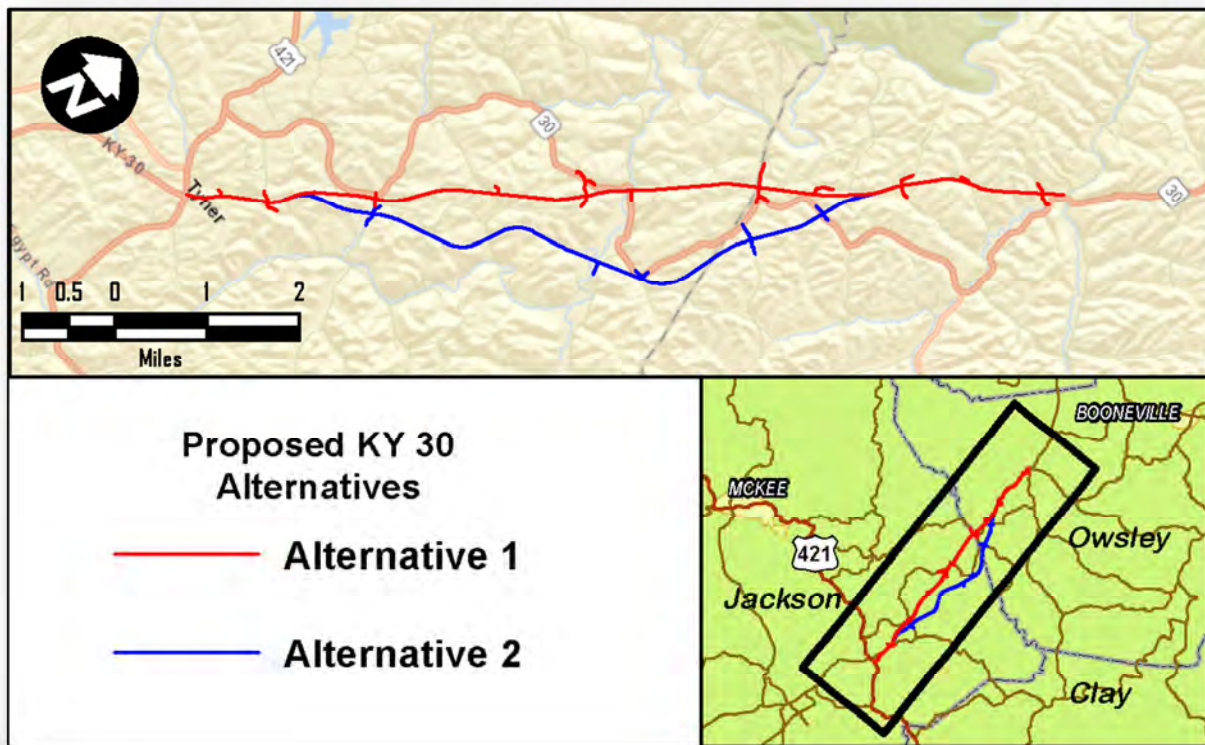 N
421
KY 30
Tyner
30
30
1 0.5 0 1 2
Miles
Proposed KY 30
Alternatives
Alternative 1
Alternative 2
BOONEVILLE
MCKEE
421
Owsley
Jackson
Clay